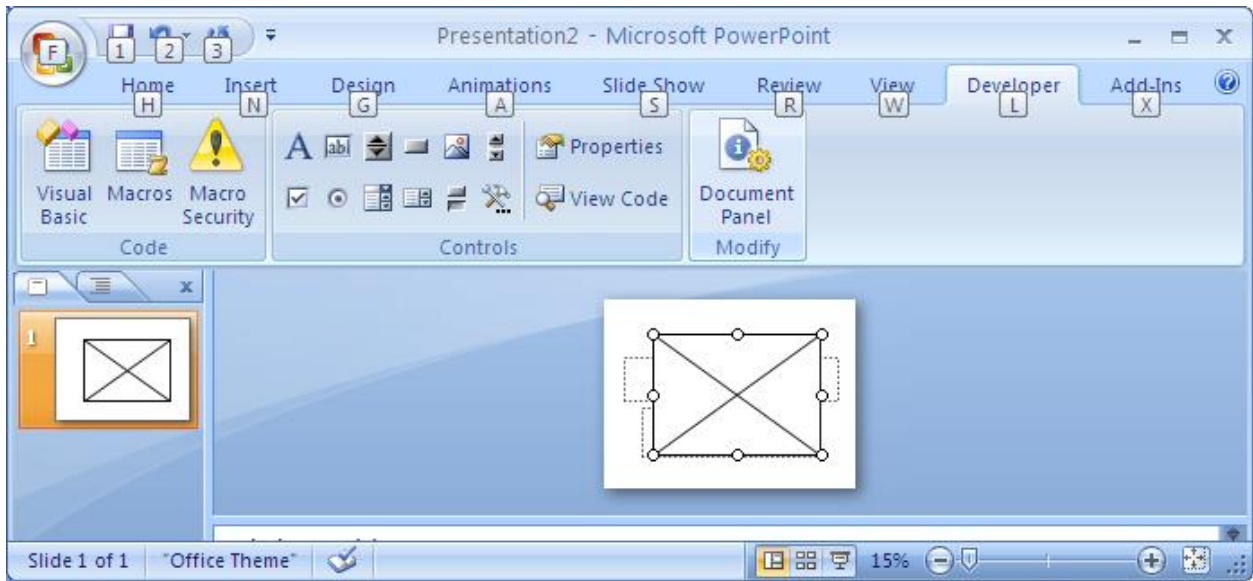 Presentation2 - Microsoft PowerPoint
F 1 2 3
Home Insert Design Animations Slide Show Review View Developer Add-Ins
H N G A S R W L X
A ab Properties
Visual Basic Macros Macro Security View Code Document Panel
Code Controls Modify
1
Slide 1 of 1 "Office Theme" 15%